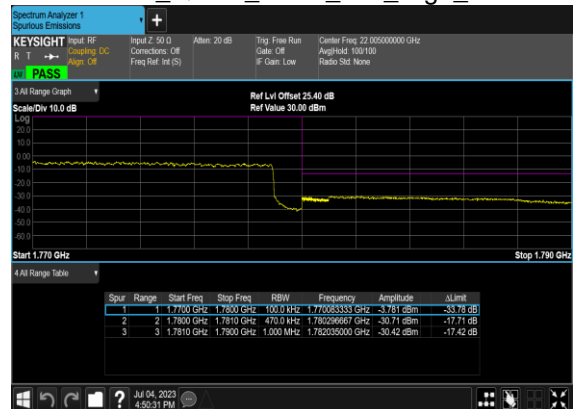 Spectrum Analyzer 1
Spurious Emissions
+
KEYSIGHT Input: RF
R T
Coupling: DC
Align: Off
Input Z: 50 Ω
Corrections: Off
Freq Ref: Int (S)
Atten: 20 dB
Trig: Free Run
Gate: Off
IF Gain: Low
Center Freq: 22.005000000 GHz
Avg|Hold: 100/100
Radio Std: None
PASS
3 All Range Graph
Scale/Div 10.0 dB
Ref Lvl Offset 25.40 dB
Ref Value 30.00 dBm
Log
20.0
10.0
0.00
-10.0
-20.0
-30.0
-40.0
-50.0
-60.0
Start 1.770 GHz
Stop 1.790 GHz
4 All Range Table
Spur Range Start Freq Stop Freq RBW Frequency Amplitude ΔLimit
1 1 1.7700 GHz 1.7800 GHz 100.0 kHz 1.770083333 GHz -3.781 dBm -33.78 dB
2 2 1.7800 GHz 1.7810 GHz 470.0 kHz 1.780296667 GHz -30.71 dBm -17.71 dB
3 3 1.7810 GHz 1.7900 GHz 1.000 MHz 1.782035000 GHz -30.42 dBm -17.42 dB
?
Jul 04, 2023
4:50:31 PM